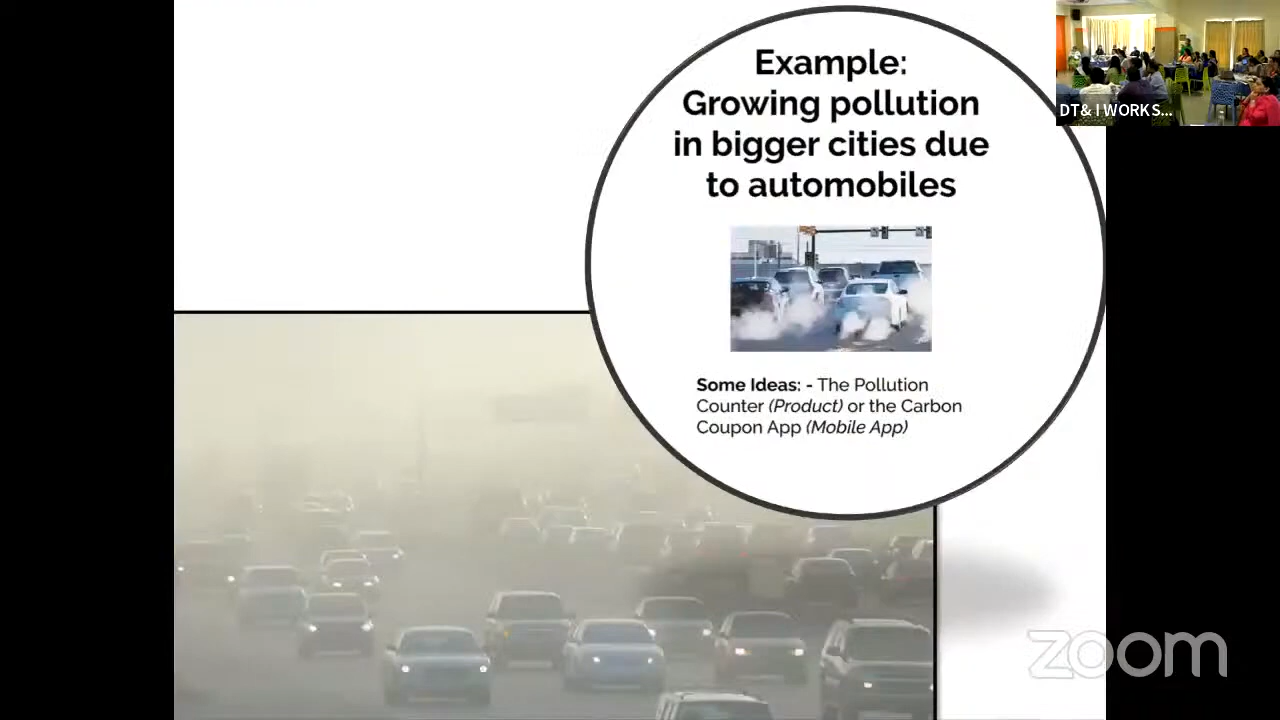 Example:
Growing pollution
in bigger cities due
to automobiles
Some Ideas: - The Pollution
Counter (Product) or the Carbon
Coupon App (Mobile App)
DT& I WORKS...
zoom